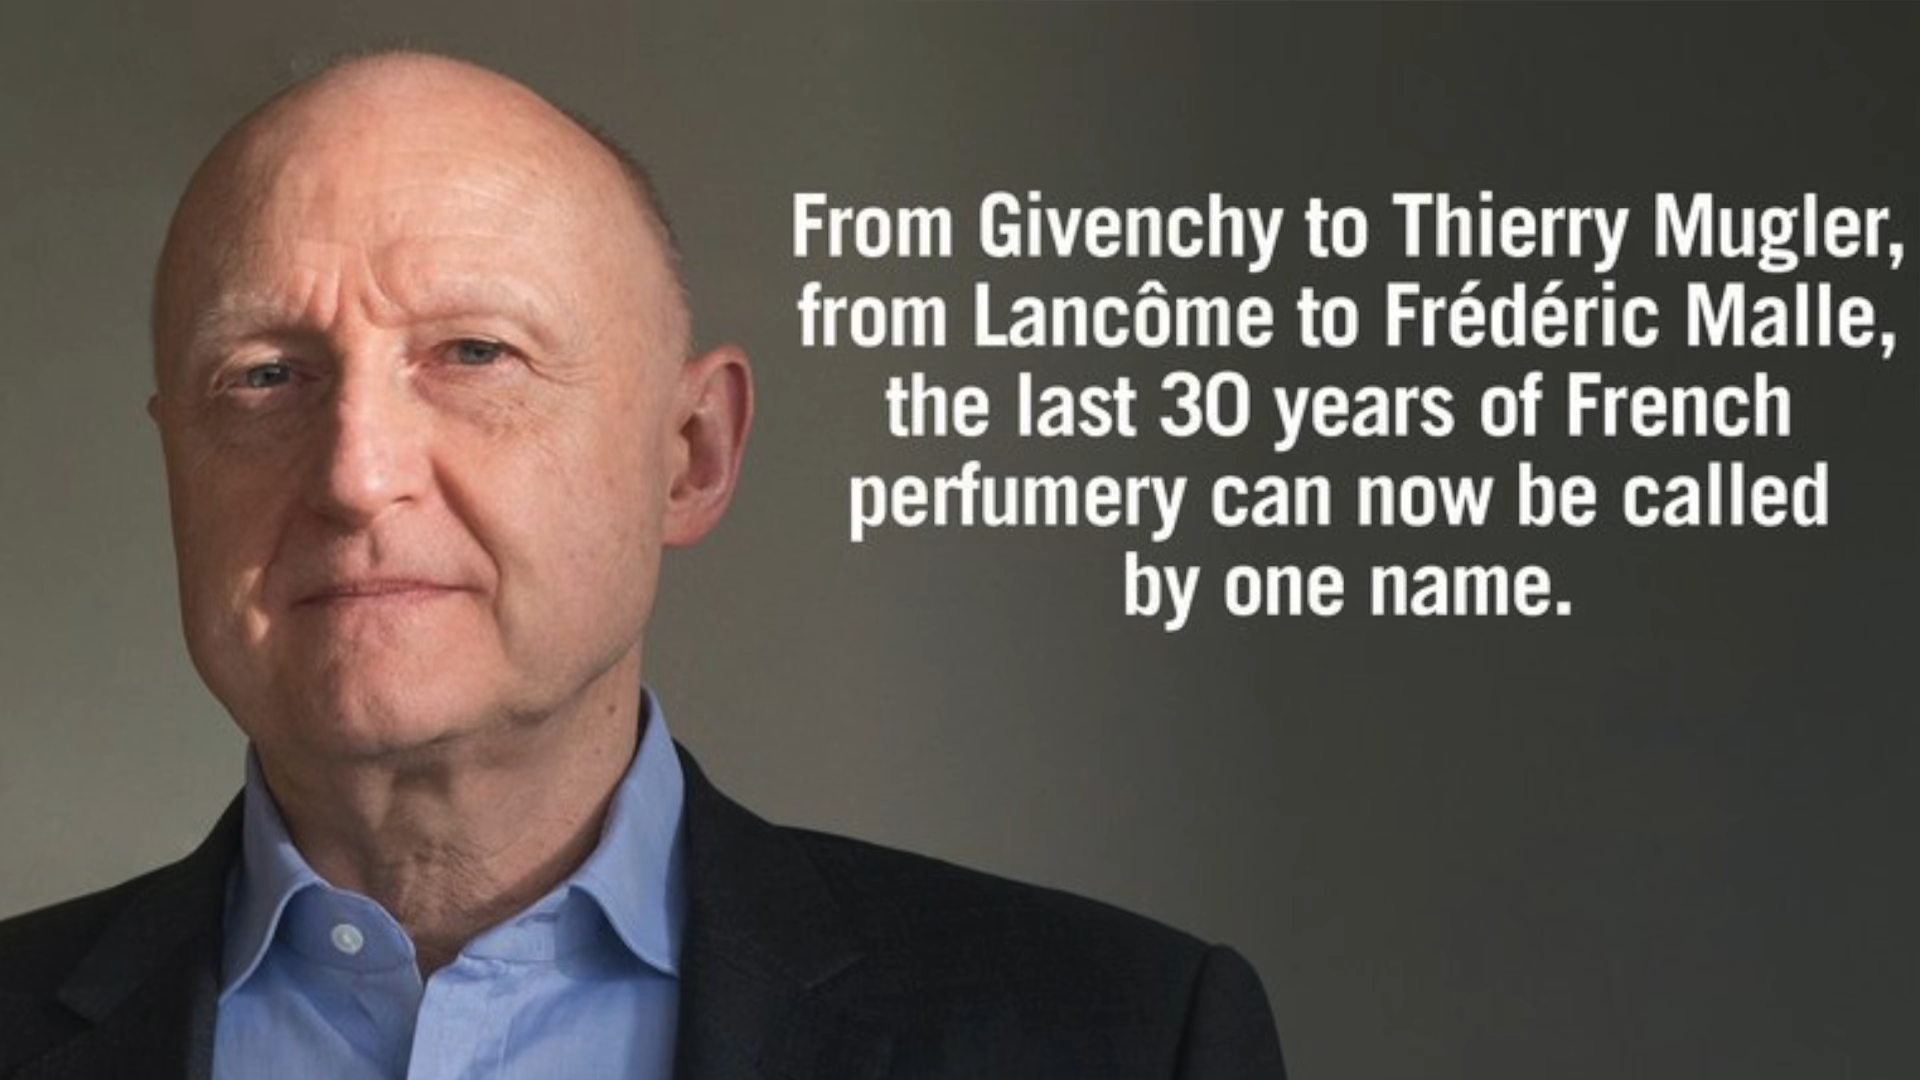 From Givenchy to Thierry Mugler,
from Lancôme to Frédéric Malle,
the last 30 years of French
perfumery can now be called
by one name.